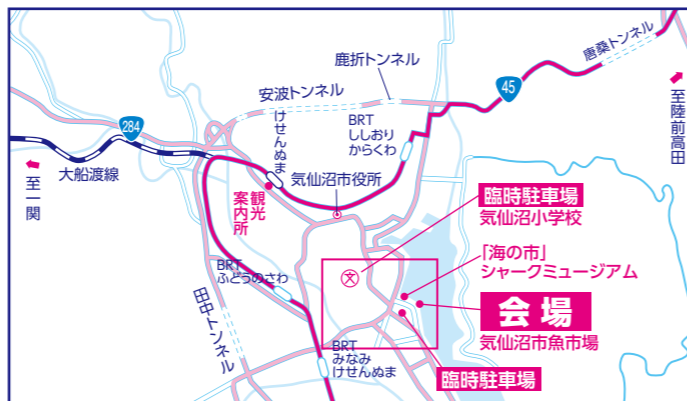 唐桑トンネル
鹿折トンネル
45
至陸前高田
安波トンネル
284
けせんぬま
BRT
ししおり
からくわ
大船渡線
至一関
気仙沼市役所
観光
案内所
臨時駐車場
気仙沼小学校
文
「海の市」
シャークミュージアム
BRT
ふどうのさわ
会場
気仙沼市魚市場
田中トンネル
BRT
みなみ
けせんぬま
臨時駐車場